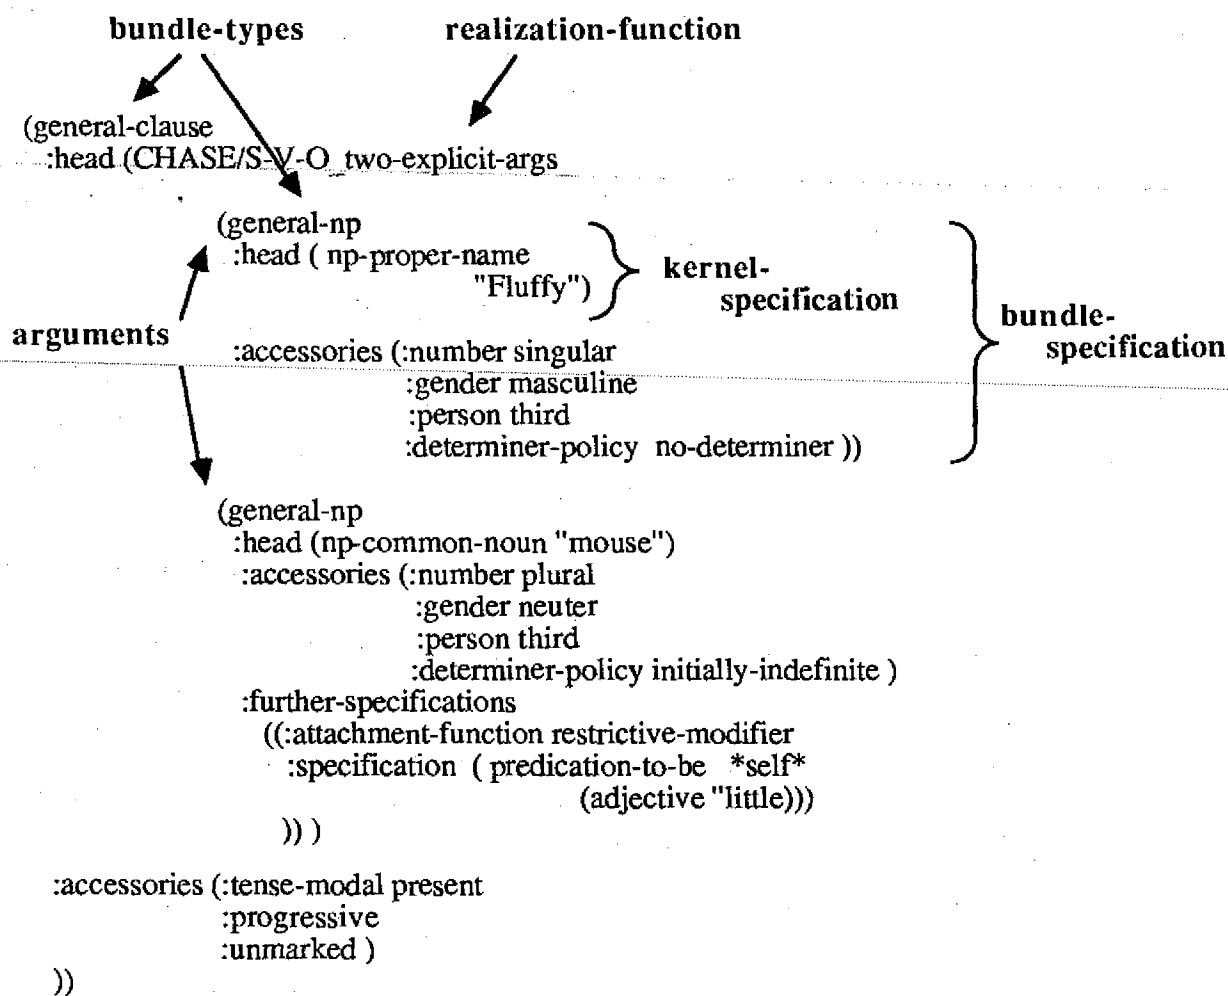 bundle-types realization-function
(general-clause
:head (CHASE/S-V-O_two-explicit-args_
(general-np
:head ( np-proper-name
"Fluffy")
kernel-
specification
arguments
bundle-
specification
:accessories (:number singular
:gender masculine
:person third
:determiner-policy no-determiner ))
(general-np
:head (np-common-noun "mouse")
:accessories (:number plural
:gender neuter
:person third
:determiner-policy initially-indefinite )
:further-specifications
((:attachment-function restrictive-modifier
:specification ( predication-to-be *self*
(adjective "little)))
)) )
:accessories (:tense-modal present
:progressive
:unmarked )
))